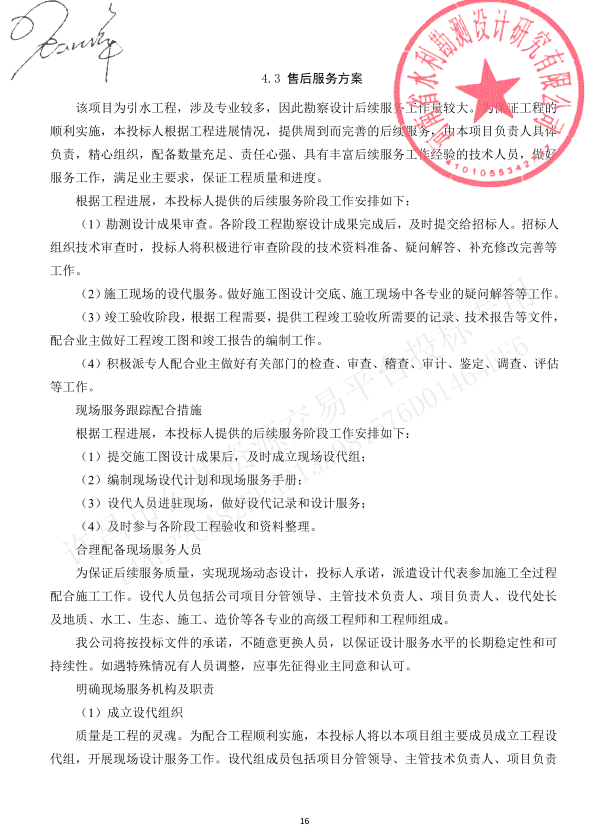 4.3 售后服务方案
该项目为引水工程，涉及专业较多，因此勘察设计后续服务工作量较大。为保证工程的
顺利实施，本投标人根据工程进展情况，提供周到而完善的后续服务，由本项目负责人具体
负责，精心组织，配备数量充足、责任心强、具有丰富后续服务工作经验的技术人员，做好
服务工作，满足业主要求，保证工程质量和进度。
根据工程进展，本投标人提供的后续服务阶段工作安排如下：
（1）勘测设计成果审查。各阶段工程勘察设计成果完成后，及时提交给招标人。招标人
组织技术审查时，投标人将积极进行审查阶段的技术资料准备、疑问解答、补充修改完善等
工作。
（2）施工现场的设代服务。做好施工图设计交底、施工现场中各专业的疑问解答等工作。
（3）竣工验收阶段，根据工程需要，提供工程竣工验收所需要的记录、技术报告等文件，
配合业主做好工程竣工图和竣工报告的编制工作。
（4）积极派专人配合业主做好有关部门的检查、审查、稽查、审计、鉴定、调查、评估
等工作。
现场服务跟踪配合措施
根据工程进展，本投标人提供的后续服务阶段工作安排如下：
（1）提交施工图设计成果后，及时成立现场设代组；
（2）编制现场设代计划和现场服务手册；
（3）设代人员进驻现场，做好设代记录和设计服务；
（4）及时参与各阶段工程验收和资料整理。
合理配备现场服务人员
为保证后续服务质量，实现现场动态设计，投标人承诺，派遣设计代表参加施工全过程
配合施工工作。设代人员包括公司项目分管领导、主管技术负责人、项目负责人、设代处长
及地质、水工、生态、施工、造价等各专业的高级工程师和工程师组成。
我公司将按投标文件的承诺，不随意更换人员，以保证设计服务水平的长期稳定性和可
持续性。如遇特殊情况有人员调整，应事先征得业主同意和认可。
明确现场服务机构及职责
（1）成立设代组织
质量是工程的灵魂。为配合工程顺利实施，本投标人将以本项目组主要成员成立工程设
代组，开展现场设计服务工作。设代组成员包括项目分管领导、主管技术负责人、项目负责
16
河南省水利勘测设计研究有限公司
4101055342